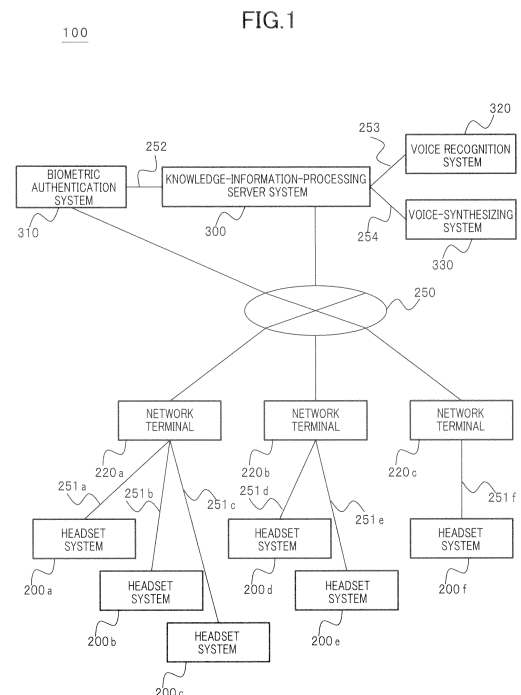 FIG.1
100
320
253
252
VOICE RECOGNITION
SYSTEM
BIOMETRIC
AUTHENTICATION
SYSTEM
KNOWLEDGE-INFORMATION-PROCESSING
SERVER SYSTEM
310
300
254
VOICE-SYNTHESIZING
SYSTEM
330
250
NETWORK
TERMINAL
NETWORK
TERMINAL
NETWORK
TERMINAL
220a
220b
220c
251a
251b
251c
251d
251e
251f
HEADSET
SYSTEM
HEADSET
SYSTEM
HEADSET
SYSTEM
200a
200d
200f
HEADSET
SYSTEM
HEADSET
SYSTEM
200b
200e
HEADSET
SYSTEM
200c